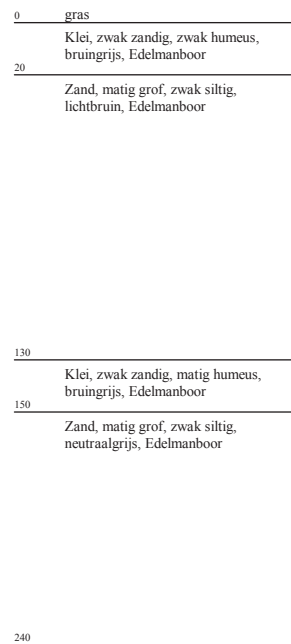 0 gras
Klei, zwak zandig, zwak humeus,
bruingrijs, Edelmanboor
20
Zand, matig grof, zwak siltig,
lichtbruin, Edelmanboor
130
Klei, zwak zandig, matig humeus,
bruingrijs, Edelmanboor
150
Zand, matig grof, zwak siltig,
neutraalgrijs, Edelmanboor
240